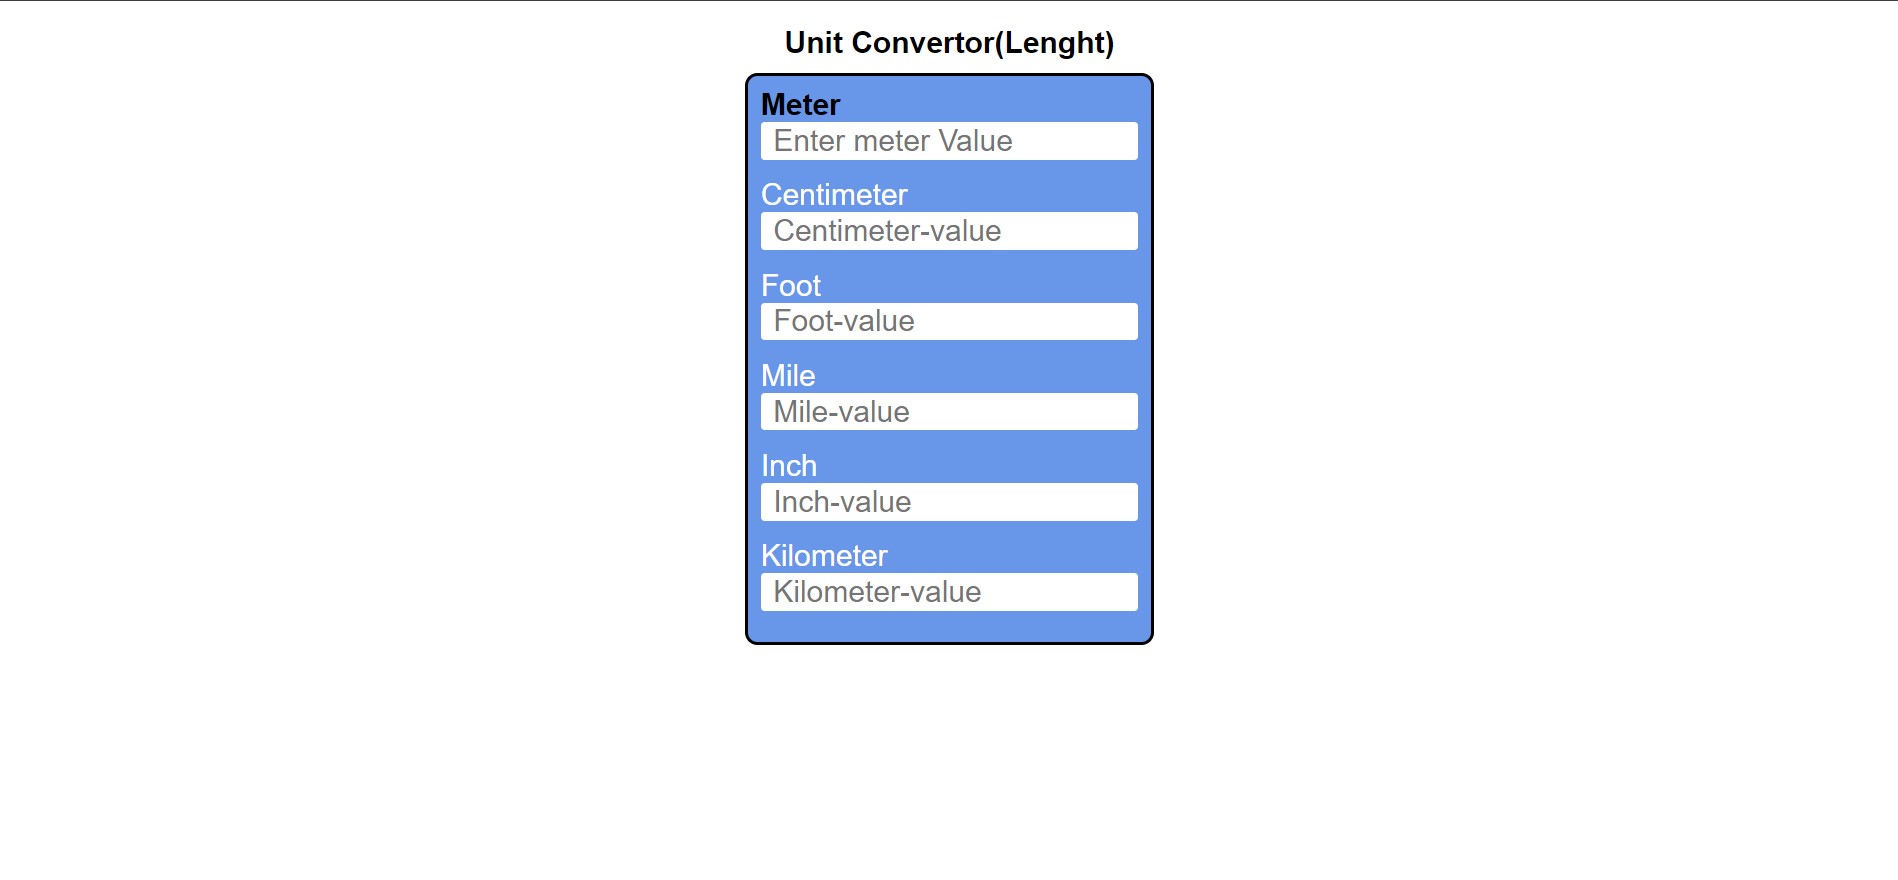 Unit Convertor(Lenght)
Meter
Enter meter Value
Centimeter
Centimeter-value
Foot
Foot-value
Mile
Mile-value
Inch
Inch-value
Kilometer
Kilometer-value